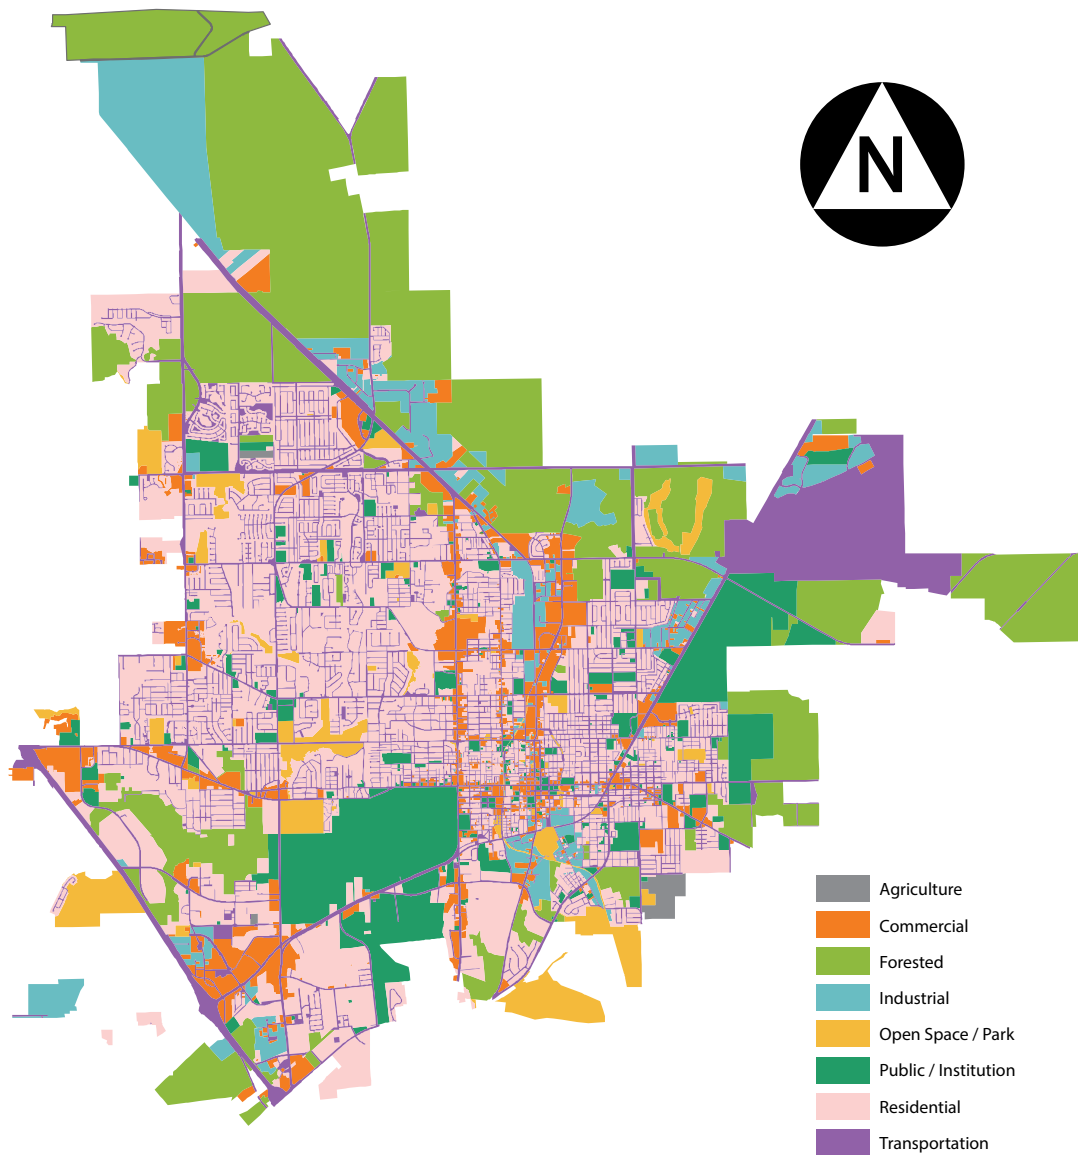 N
Agriculture
Commercial
Forested
Industrial
Open Space / Park
Public / Institution
Residential
Transportation